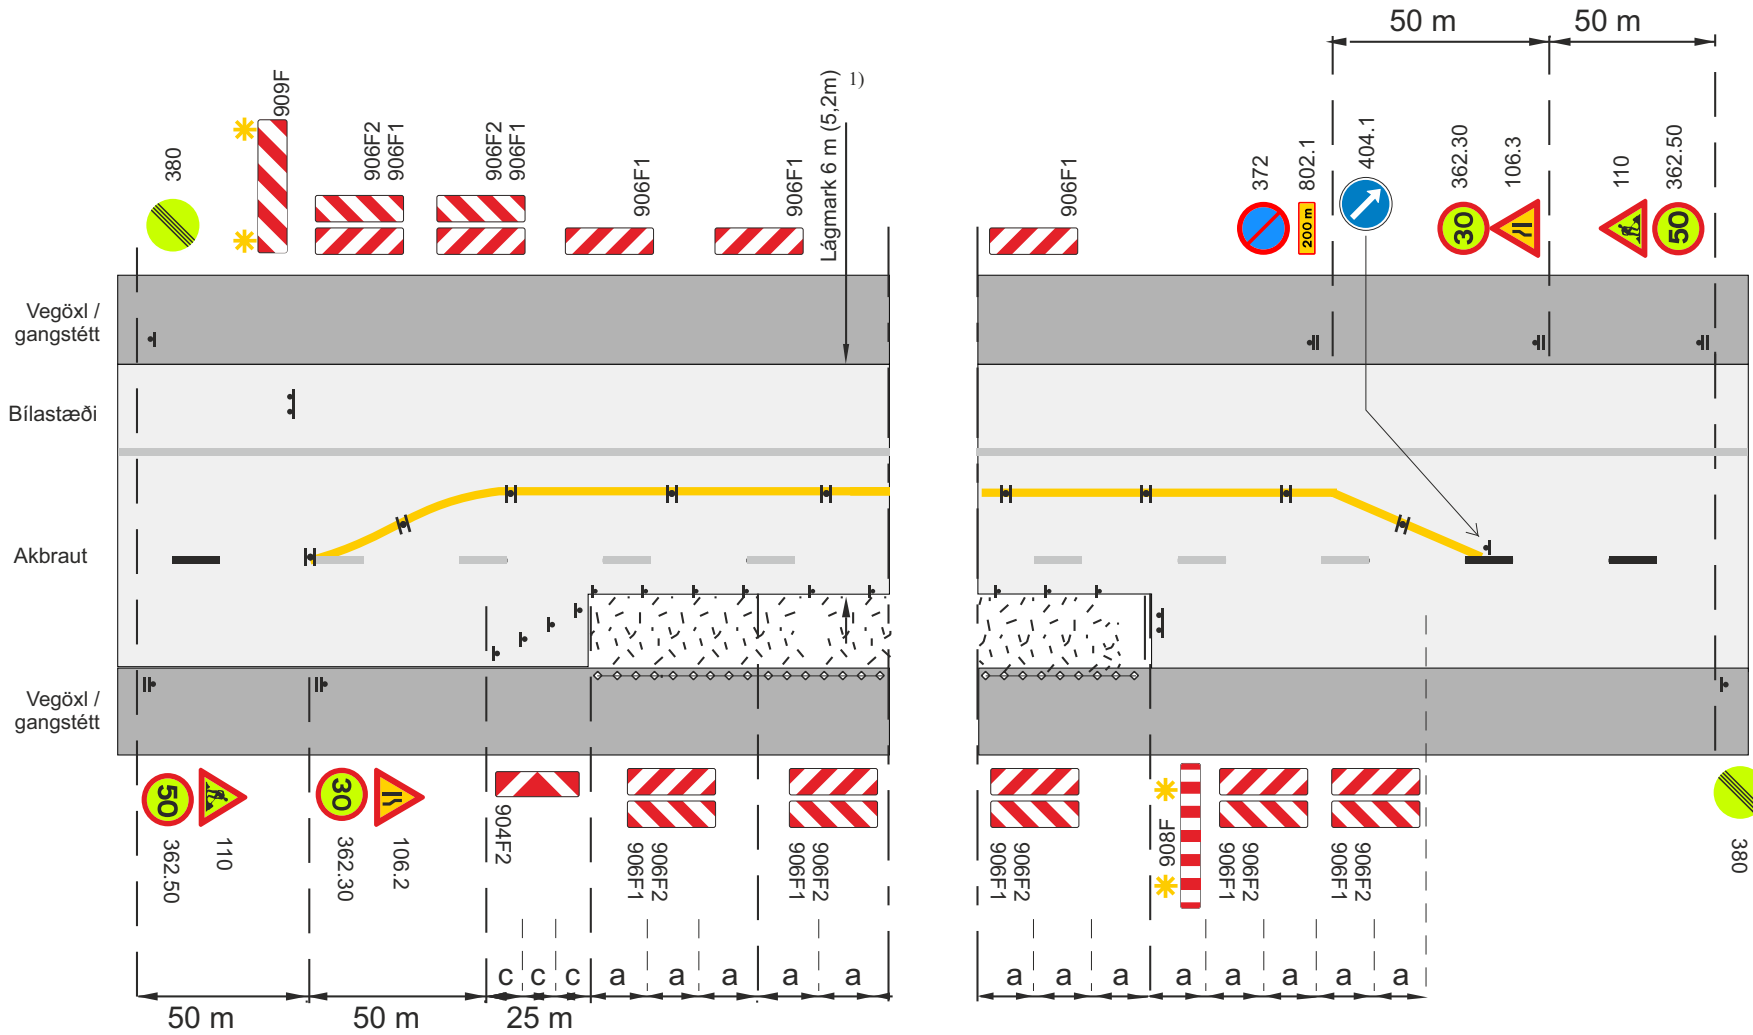 50 m
50 m
380
909F
906F2
906F1
906F2
906F1
906F1
906F1
Lágmark 6 m (5,2m)
1)
906F1
372
802.1
200 m
404.1
362.30
30
106.3
110
362.50
50
Vegöxl /
gangstétt
Bílastæði
Akbraut
Vegöxl /
gangstétt
50
362.50
110
30
362.30
106.2
904F2
906F2
906F1
906F2
906F1
906F2
906F1
908F
906F2
906F1
906F2
906F1
380
c
c
c
a
a
a
a
a
a
a
a
a
a
a
a
a
50 m
50 m
25 m